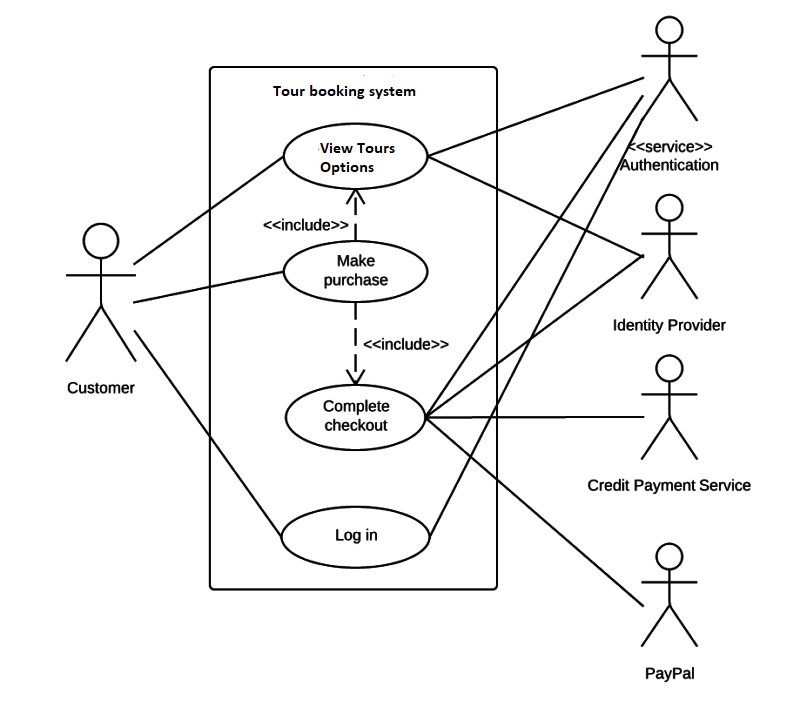 Tour booking system
View Tours
Options
<<include>>
Make
purchase
<<include>>
Complete
checkout
Log in
Customer
<<service>>
Authentication
Identity Provider
Credit Payment Service
PayPal